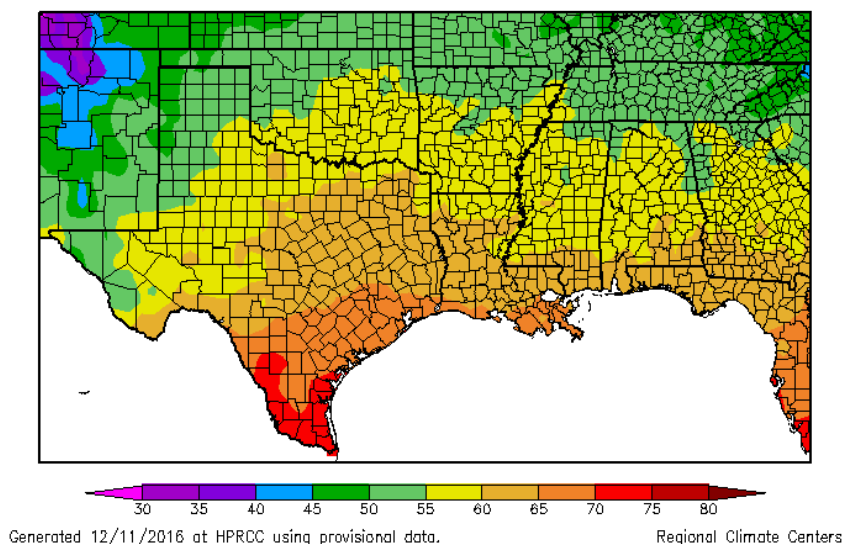 30 35 40 45 50 55 60 65 70 75 80
Generated 12/11/2016 at HPRCC using provisional data.
Regional Climate Centers